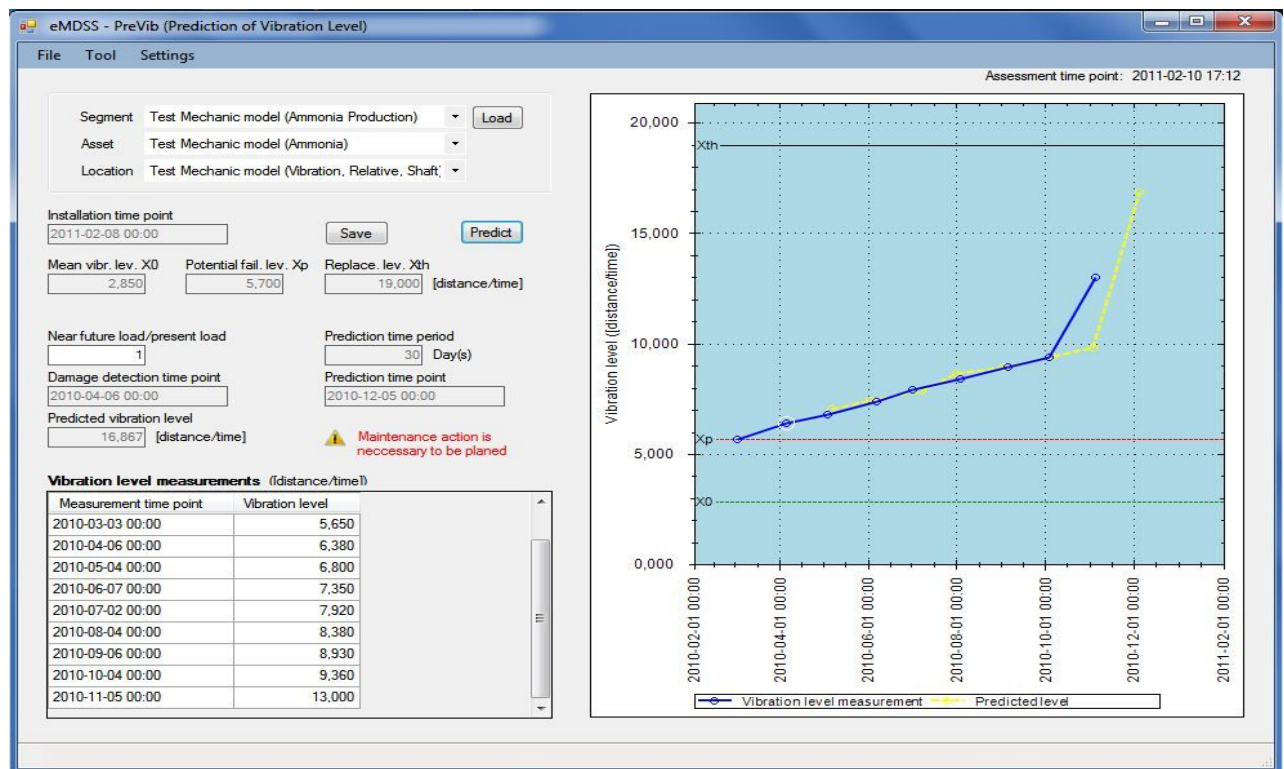 eMDSS - PreVib (Prediction of Vibration Level)
File Tool Settings
Assessment time point: 2011-02-10 17:12
Segment Test Mechanic model (Ammonia Production) Load
Asset Test Mechanic model (Ammonia)
Location Test Mechanic model (Vibration, Relative, Shaft)
Installation time point
2011-02-08 00:00 Save Predict
Mean vibr. lev. X0 Potential fail. lev. Xp Replace. lev. Xth
2,850 5,700 19,000 [distance/time]
Near future load/present load Prediction time period
1 30 Day(s)
Damage detection time point Prediction time point
2010-04-06 00:00 2010-12-05 00:00
Predicted vibration level
16,867 [distance/time] Maintenance action is
neccessary to be planed
Vibration level measurements ([distance/time])
Measurement time point Vibration level
2010-03-03 00:00 5,650
2010-04-06 00:00 6,380
2010-05-04 00:00 6,800
2010-06-07 00:00 7,350
2010-07-02 00:00 7,920
2010-08-04 00:00 8,380
2010-09-06 00:00 8,930
2010-10-04 00:00 9,360
2010-11-05 00:00 13,000
Vibration level ([distance/time])
20,000
Xth
15,000
10,000
Xp
5,000
X0
0,000
2010-02-01 00:00
2010-04-01 00:00
2010-06-01 00:00
2010-08-01 00:00
2010-10-01 00:00
2010-12-01 00:00
2011-02-01 00:00
Vibration level measurement Predicted level